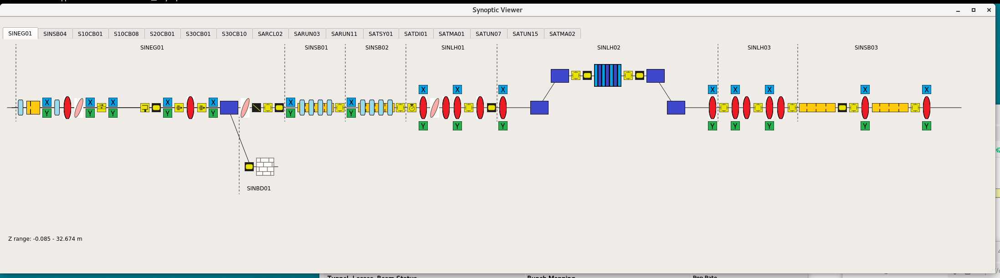 Synoptic Viewer
SINEG01 SINSB04 S10CB01 S10CB08 S20CB01 S30CB01 S30CB10 SARCL02 SARUN03 SARUN11 SATSY01 SATDI01 SATMA01 SATUN07 SATUN15 SATMA02
SINEG01 SINSB01 SINSB02 SINLH01 SINLH02 SINLH03 SINSB03
X X X X X X X X
X X X X X X X
Y Y Y Y Y Y Y
Y Y Y Y Y Y Y Y
SINBD01
Z range: -0.085 - 32.674 m
Tunnel, Losses, Beam Status Bunch Mapping Rep Rate